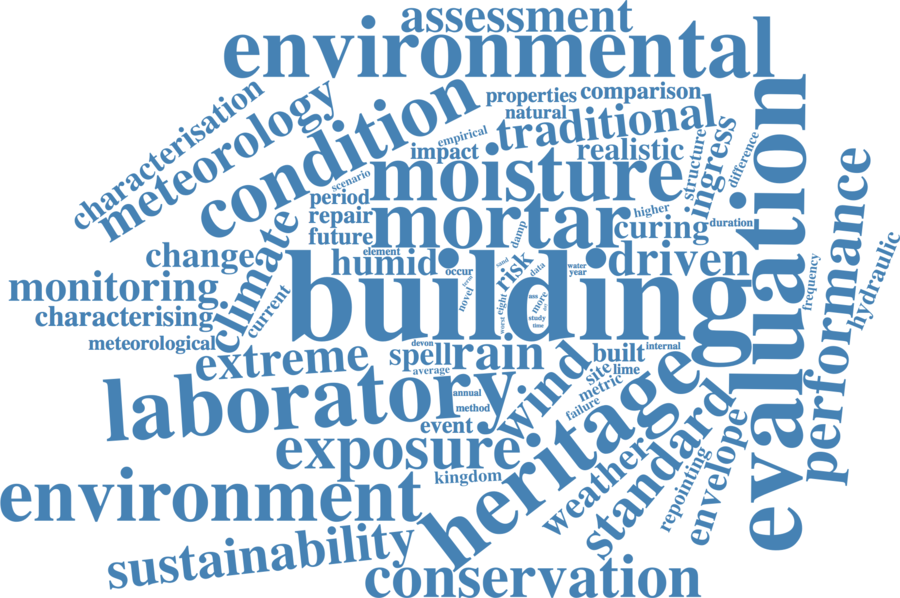 assessment
environmental
characterisation
meteorology
condition
properties
comparison
natural
traditional
empirical
impact
realistic
structure
ingress
difference
scenario
moisture
period
repair
future
mortar
higher
curing
duration
damp
element
change
climate
humid
occur
risk
data
water
year
driven
building
evaluation
performance
hydraulic
frequency
monitoring
characterising
current
novel
eight
worst
more
study
time
meteorological
extreme
devon
spell
rain
average
built
internal
site
lime
metric
failure
wind
laboratory
annual
method
event
exposure
kingdom
heritage
standard
weather
repointing
envelope
environment
sustainability
conservation